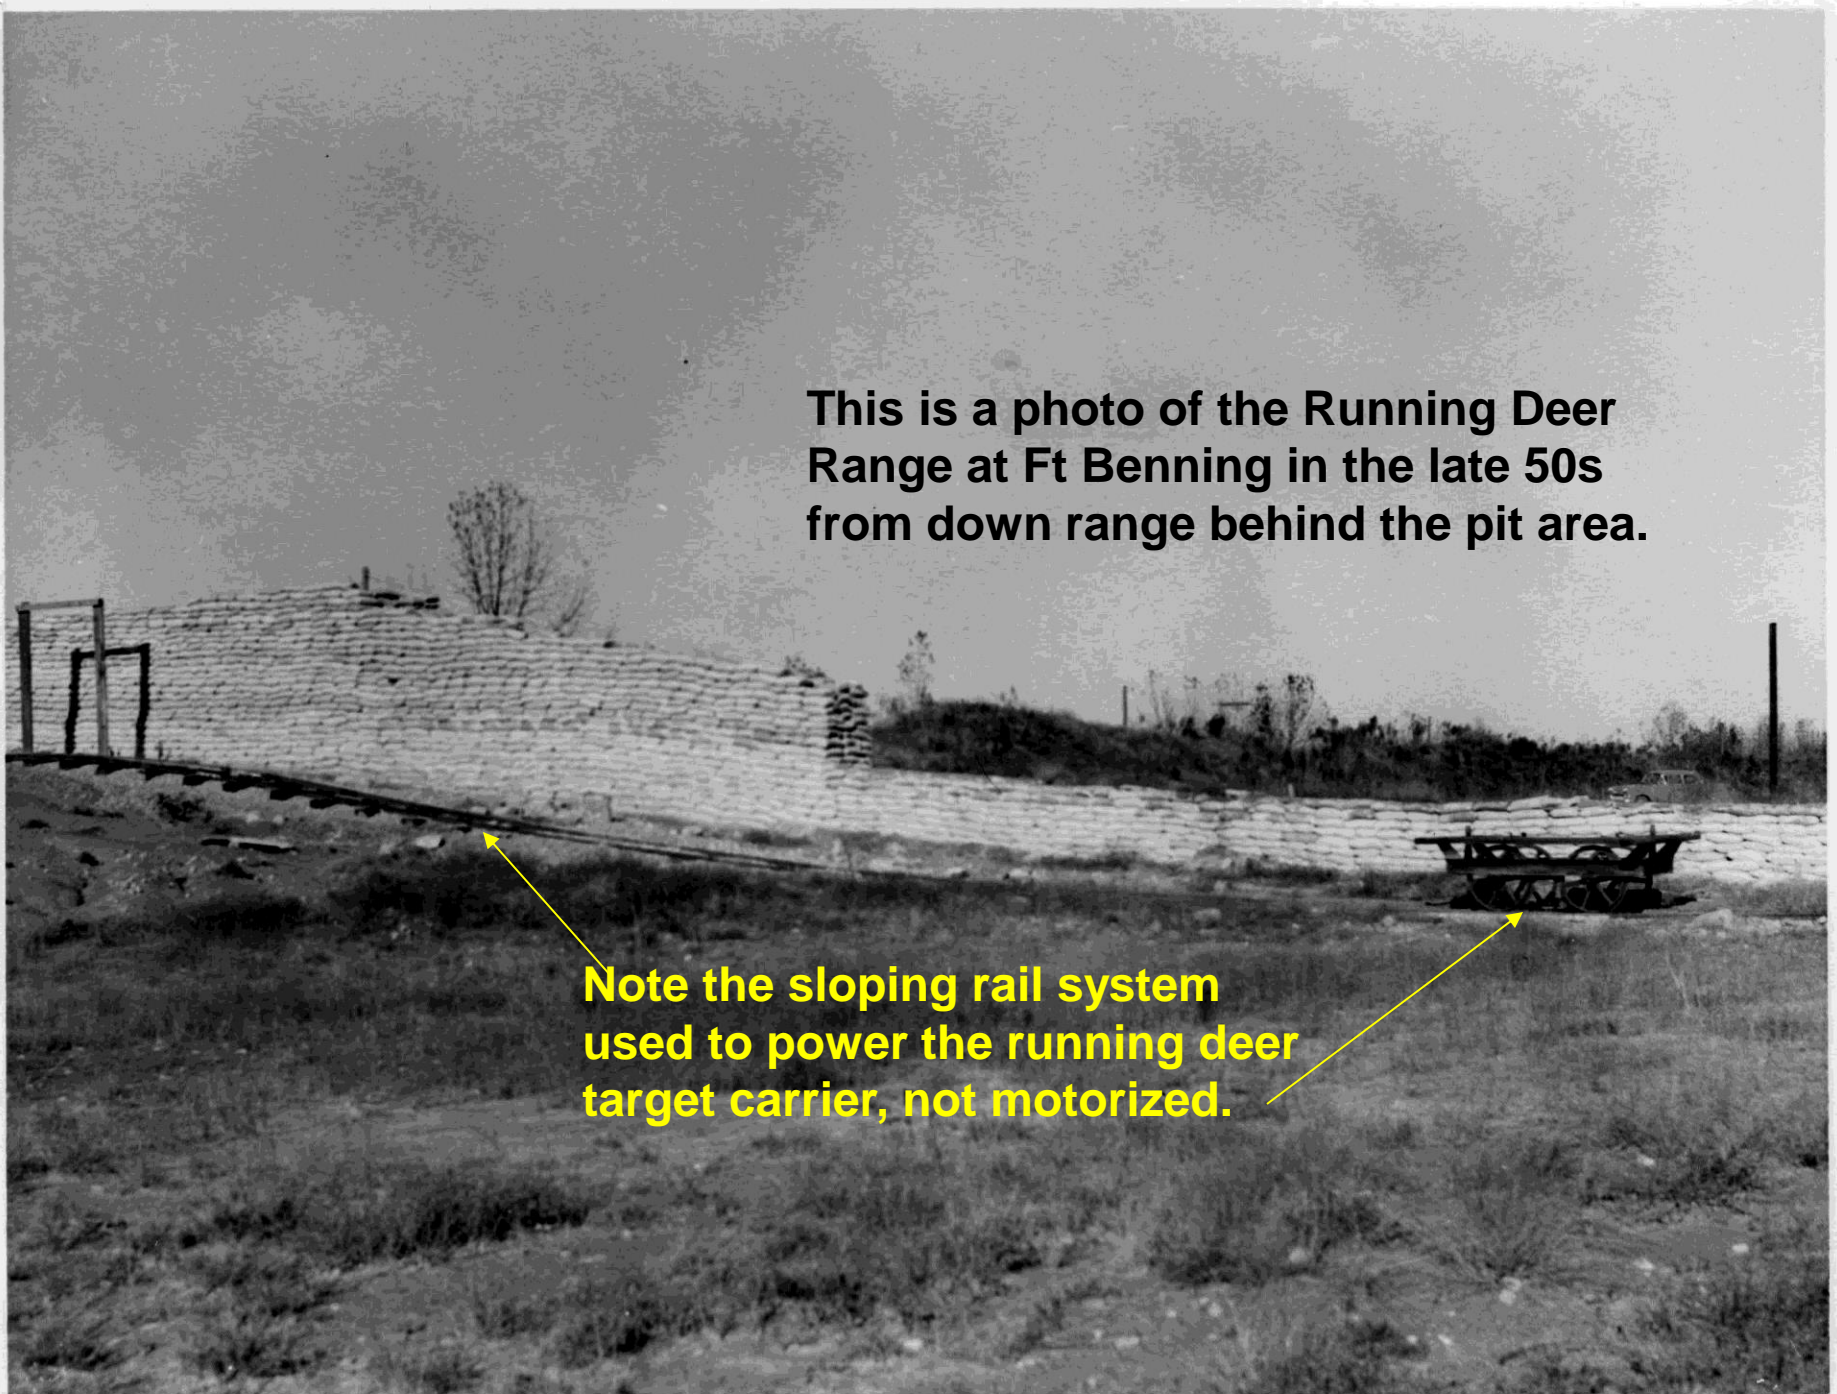 This is a photo of the Running Deer
Range at Ft Benning in the late 50s
from down range behind the pit area.
Note the sloping rail system
used to power the running deer
target carrier, not motorized.